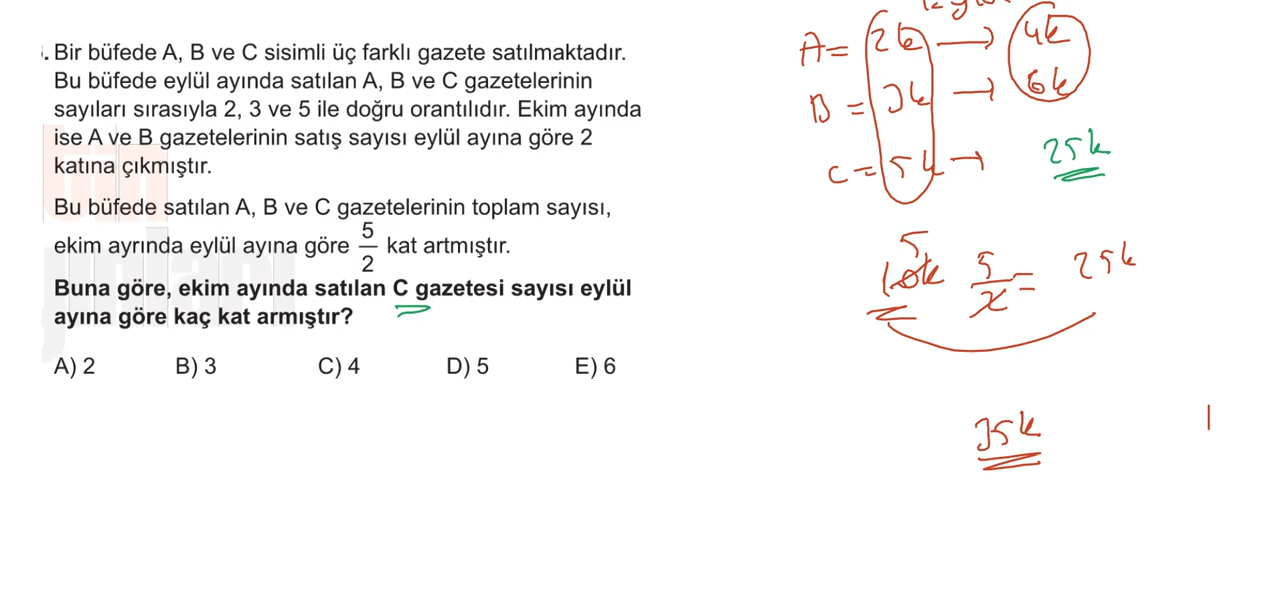 . Bir büfede A, B ve C sisimli üç farklı gazete satılmaktadır.
Bu büfede eylül ayında satılan A, B ve C gazetelerinin
sayıları sırasıyla 2, 3 ve 5 ile doğru orantılıdır. Ekim ayında
ise A ve B gazetelerinin satış sayısı eylül ayına göre 2
katına çıkmıştır.
Bu büfede satılan A, B ve C gazetelerinin toplam sayısı,
ekim ayrında eylül ayına göre 5/2 kat artmıştır.
Buna göre, ekim ayında satılan C gazetesi sayısı eylül
ayına göre kaç kat armıştır?
A) 2 B) 3 C) 4 D) 5 E) 6
A = 2k → 4k
B = 3k → 6k
C = 5k →
25k
5
10k 5/2 = 25k
35k